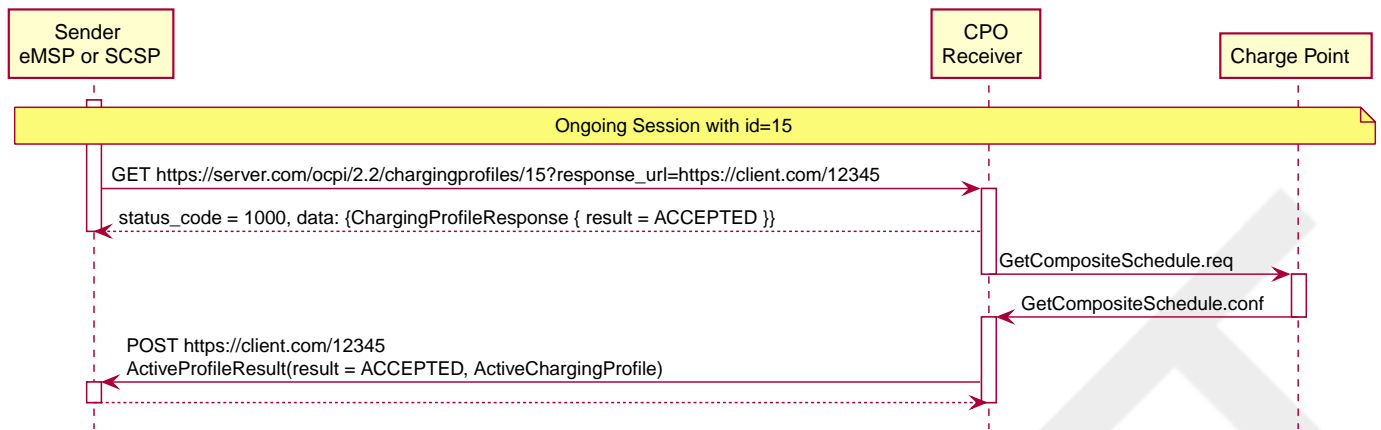 Sender
eMSP or SCSP
CPO
Receiver
Charge Point
Ongoing Session with id=15
GET https://server.com/ocpi/2.2/chargingprofiles/15?response_url=https://client.com/12345
status_code = 1000, data: {ChargingProfileResponse { result = ACCEPTED }}
GetCompositeSchedule.req
GetCompositeSchedule.conf
POST https://client.com/12345
ActiveProfileResult(result = ACCEPTED, ActiveChargingProfile)